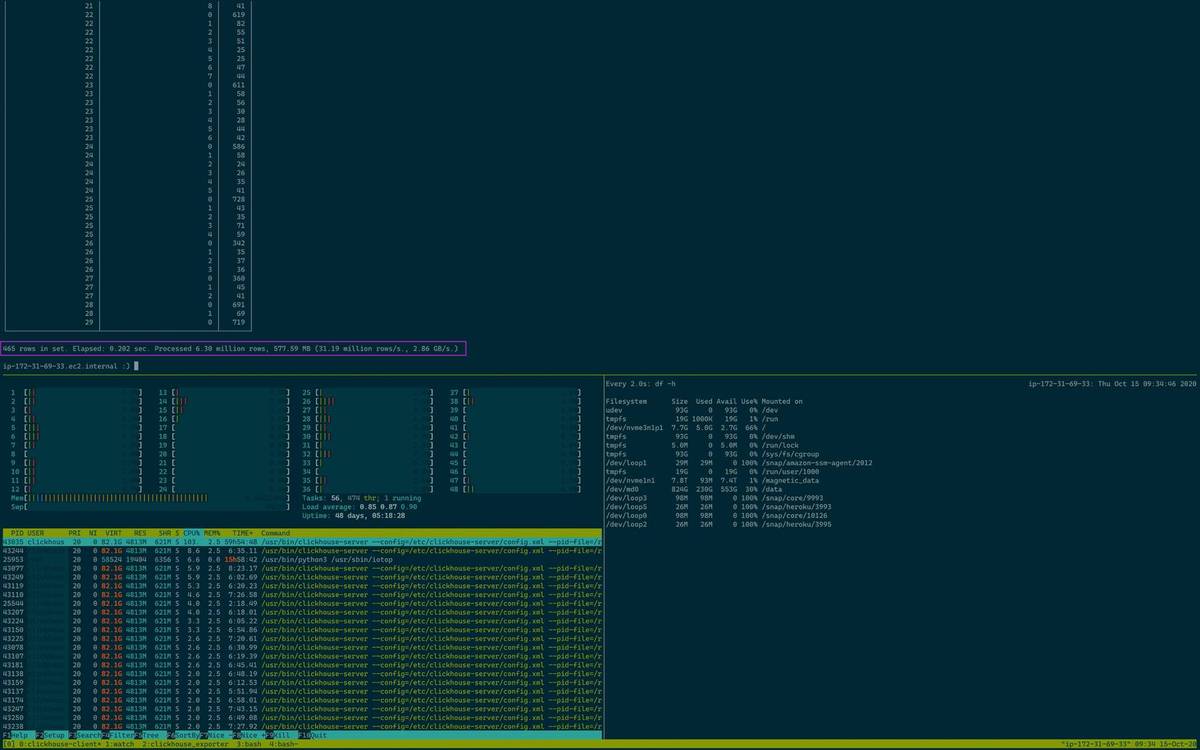 21 8 41
22 0 619
22 1 82
22 2 55
22 3 51
22 4 25
22 5 25
22 6 47
22 7 44
23 0 611
23 1 58
23 2 56
23 3 30
23 4 28
23 5 44
23 6 42
24 0 586
24 1 58
24 2 24
24 3 26
24 4 35
24 5 41
25 0 728
25 1 43
25 2 35
25 3 71
25 4 59
26 0 342
26 1 35
26 2 37
26 3 36
27 0 360
27 1 45
27 2 41
28 0 691
28 1 69
29 0 719
465 rows in set. Elapsed: 0.202 sec. Processed 6.30 million rows, 577.59 MB (31.19 million rows/s., 2.86 GB/s.)
ip-172-31-69-33.ec2.internal :)
1 [ ] 13 [ ] 25 [ ] 37 [ ]
2 [ ] 14 [ ] 26 [ ] 38 [ ]
3 [ ] 15 [ ] 27 [ ] 39 [ ]
4 [ ] 16 [ ] 28 [ ] 40 [ ]
5 [ ] 17 [ ] 29 [ ] 41 [ ]
6 [ ] 18 [ ] 30 [ ] 42 [ ]
7 [ ] 19 [ ] 31 [ ] 43 [ ]
8 [ ] 20 [ ] 32 [ ] 44 [ ]
9 [ ] 21 [ ] 33 [ ] 45 [ ]
10 [ ] 22 [ ] 34 [ ] 46 [ ]
11 [ ] 23 [ ] 35 [ ] 47 [ ]
12 [ ] 24 [ ] 36 [ ] 48 [ ]
Mem[ ] Tasks: 56, 474 thr; 1 running
Swp[ ] Load average: 0.85 0.87 0.90
Uptime: 48 days, 05:18:28
PID USER PRI NI VIRT RES SHR S CPU% MEM% TIME+ Command
43035 clickhous 20 0 82.1G 4813M 621M S 103. 2.5 59h54:48 /usr/bin/clickhouse-server --config=/etc/clickhouse-server/config.xml --pid-file=/r
43244 20 0 82.1G 4813M 621M S 8.6 2.5 6:35.11 /usr/bin/clickhouse-server --config=/etc/clickhouse-server/config.xml --pid-file=/r
25953 20 0 58524 19404 6356 S 6.6 0.0 15h58:42 /usr/bin/python3 /usr/sbin/iotop
43077 20 0 82.1G 4813M 621M S 5.9 2.5 8:23.17 /usr/bin/clickhouse-server --config=/etc/clickhouse-server/config.xml --pid-file=/r
43249 20 0 82.1G 4813M 621M S 5.9 2.5 6:02.69 /usr/bin/clickhouse-server --config=/etc/clickhouse-server/config.xml --pid-file=/r
43119 20 0 82.1G 4813M 621M S 5.3 2.5 6:20.23 /usr/bin/clickhouse-server --config=/etc/clickhouse-server/config.xml --pid-file=/r
43110 20 0 82.1G 4813M 621M S 4.6 2.5 7:26.58 /usr/bin/clickhouse-server --config=/etc/clickhouse-server/config.xml --pid-file=/r
25544 20 0 82.1G 4813M 621M S 4.0 2.5 2:18.49 /usr/bin/clickhouse-server --config=/etc/clickhouse-server/config.xml --pid-file=/r
43207 20 0 82.1G 4813M 621M S 4.0 2.5 6:18.01 /usr/bin/clickhouse-server --config=/etc/clickhouse-server/config.xml --pid-file=/r
43224 20 0 82.1G 4813M 621M S 3.3 2.5 6:05.22 /usr/bin/clickhouse-server --config=/etc/clickhouse-server/config.xml --pid-file=/r
43150 20 0 82.1G 4813M 621M S 3.3 2.5 6:54.86 /usr/bin/clickhouse-server --config=/etc/clickhouse-server/config.xml --pid-file=/r
43225 20 0 82.1G 4813M 621M S 2.6 2.5 7:20.61 /usr/bin/clickhouse-server --config=/etc/clickhouse-server/config.xml --pid-file=/r
43078 20 0 82.1G 4813M 621M S 2.6 2.5 6:30.99 /usr/bin/clickhouse-server --config=/etc/clickhouse-server/config.xml --pid-file=/r
43107 20 0 82.1G 4813M 621M S 2.6 2.5 6:19.39 /usr/bin/clickhouse-server --config=/etc/clickhouse-server/config.xml --pid-file=/r
43181 20 0 82.1G 4813M 621M S 2.6 2.5 6:45.41 /usr/bin/clickhouse-server --config=/etc/clickhouse-server/config.xml --pid-file=/r
43138 20 0 82.1G 4813M 621M S 2.0 2.5 6:48.19 /usr/bin/clickhouse-server --config=/etc/clickhouse-server/config.xml --pid-file=/r
43159 20 0 82.1G 4813M 621M S 2.0 2.5 6:12.53 /usr/bin/clickhouse-server --config=/etc/clickhouse-server/config.xml --pid-file=/r
43137 20 0 82.1G 4813M 621M S 2.0 2.5 5:51.94 /usr/bin/clickhouse-server --config=/etc/clickhouse-server/config.xml --pid-file=/r
43174 20 0 82.1G 4813M 621M S 2.0 2.5 6:58.01 /usr/bin/clickhouse-server --config=/etc/clickhouse-server/config.xml --pid-file=/r
43247 20 0 82.1G 4813M 621M S 2.0 2.5 7:43.15 /usr/bin/clickhouse-server --config=/etc/clickhouse-server/config.xml --pid-file=/r
43250 20 0 82.1G 4813M 621M S 2.0 2.5 6:49.08 /usr/bin/clickhouse-server --config=/etc/clickhouse-server/config.xml --pid-file=/r
43238 20 0 82.1G 4813M 621M S 2.0 2.5 7:27.92 /usr/bin/clickhouse-server --config=/etc/clickhouse-server/config.xml --pid-file=/r
F1Help F2Setup F3SearchF4FilterF5Tree F6SortByF7Nice -F8Nice +F9Kill F10Quit
Every 2.0s: df -h ip-172-31-69-33: Thu Oct 15 09:34:46 2020
Filesystem Size Used Avail Use% Mounted on
udev 93G 0 93G 0% /dev
tmpfs 19G 1000K 19G 1% /run
/dev/nvme3n1p1 7.7G 5.0G 2.7G 66% /
tmpfs 93G 0 93G 0% /dev/shm
tmpfs 5.0M 0 5.0M 0% /run/lock
tmpfs 93G 0 93G 0% /sys/fs/cgroup
/dev/loop1 29M 29M 0 100% /snap/amazon-ssm-agent/2012
tmpfs 19G 0 19G 0% /run/user/1000
/dev/nvme1n1 7.8T 93M 7.4T 1% /magnetic_data
/dev/md0 824G 230G 553G 30% /data
/dev/loop3 98M 98M 0 100% /snap/core/9993
/dev/loop5 26M 26M 0 100% /snap/heroku/3993
/dev/loop0 98M 98M 0 100% /snap/core/10126
/dev/loop2 26M 26M 0 100% /snap/heroku/3995
[0] 0:clickhouse-client* 1:watch 2:clickhouse_exporter 3:bash 4:bash- "ip-172-31-69-33" 09:34 15-Oct-20